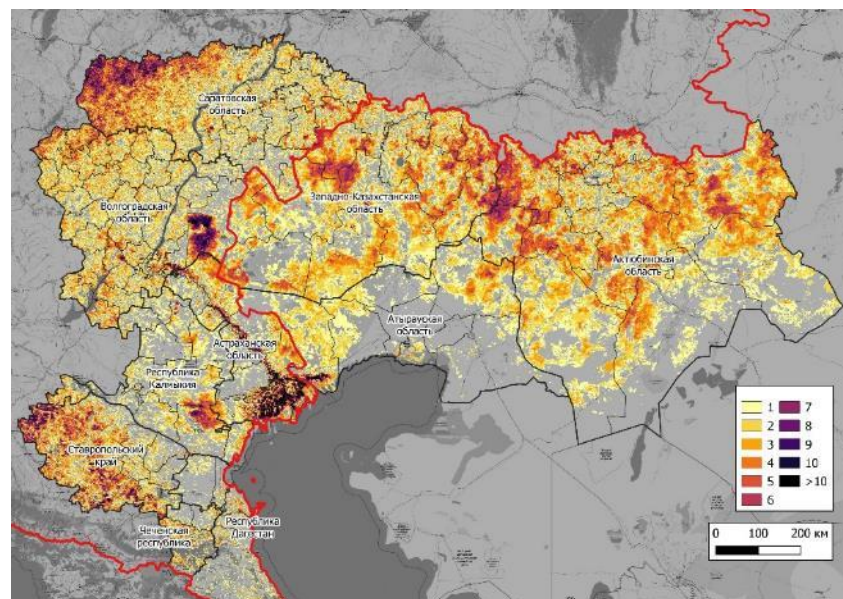 Саратовская
область
Волгоградская
область
Западно-Казахстанская
область
Актюбинская
область
Атырауская
область
Астраханская
область
Республика
Калмыкия
Ставропольский
край
Чеченская
республика
Республика
Дагестан
1 7
2 8
3 9
4 10
5 >10
6
0 100 200 км